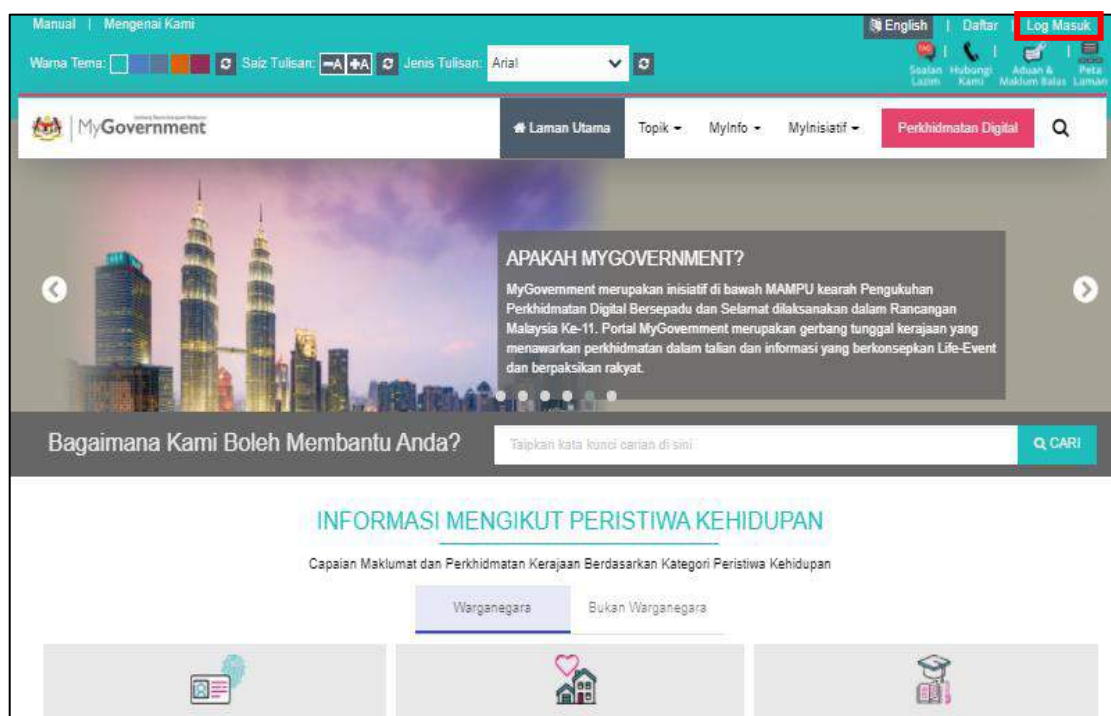 Manual | Mengenai Kami
English | Daftar | Log Masuk
Warna Tema: Saiz Tulisan: -A +A Jenis Tulisan: Arial
Soalan Lazim | Hubungi Kami | Aduan & Maklum Balas | Peta Laman
MyGovernment
Laman Utama Topik MyInfo MyInisiatif Perkhidmatan Digital
APAKAH MYGOVERNMENT?
MyGovernment merupakan inisiatif di bawah MAMPU kearah Pengukuhan
Perkhidmatan Digital Bersepadu dan Selamat dilaksanakan dalam Rancangan
Malaysia Ke-11. Portal MyGovernment merupakan gerbang tunggal kerajaan yang
menawarkan perkhidmatan dalam talian dan informasi yang berkonsepkan Life-Event
dan berpaksikan rakyat.
Bagaimana Kami Boleh Membantu Anda? Taipkan kata kunci carian di sini CARI
INFORMASI MENGIKUT PERISTIWA KEHIDUPAN
Capaian Maklumat dan Perkhidmatan Kerajaan Berdasarkan Kategori Peristiwa Kehidupan
Warganegara Bukan Warganegara